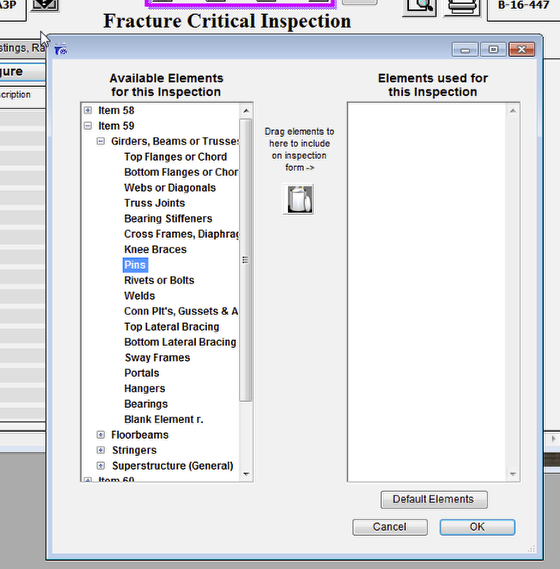 A3P
B-16-447
Fracture Critical Inspection
stings, Ra
gure
cription
Available Elements
for this Inspection
Elements used for
this Inspection
Item 58
Item 59
Girders, Beams or Trusses
Top Flanges or Chord
Bottom Flanges or Chor
Webs or Diagonals
Truss Joints
Bearing Stiffeners
Cross Frames, Diaphrag
Knee Braces
Pins
Rivets or Bolts
Welds
Conn Plt's, Gussets & A
Top Lateral Bracing
Bottom Lateral Bracing
Sway Frames
Portals
Hangers
Bearings
Blank Element r.
Floorbeams
Stringers
Superstructure (General)
Item 60
Drag elements to
here to include
on inspection
form ->
Default Elements
Cancel
OK